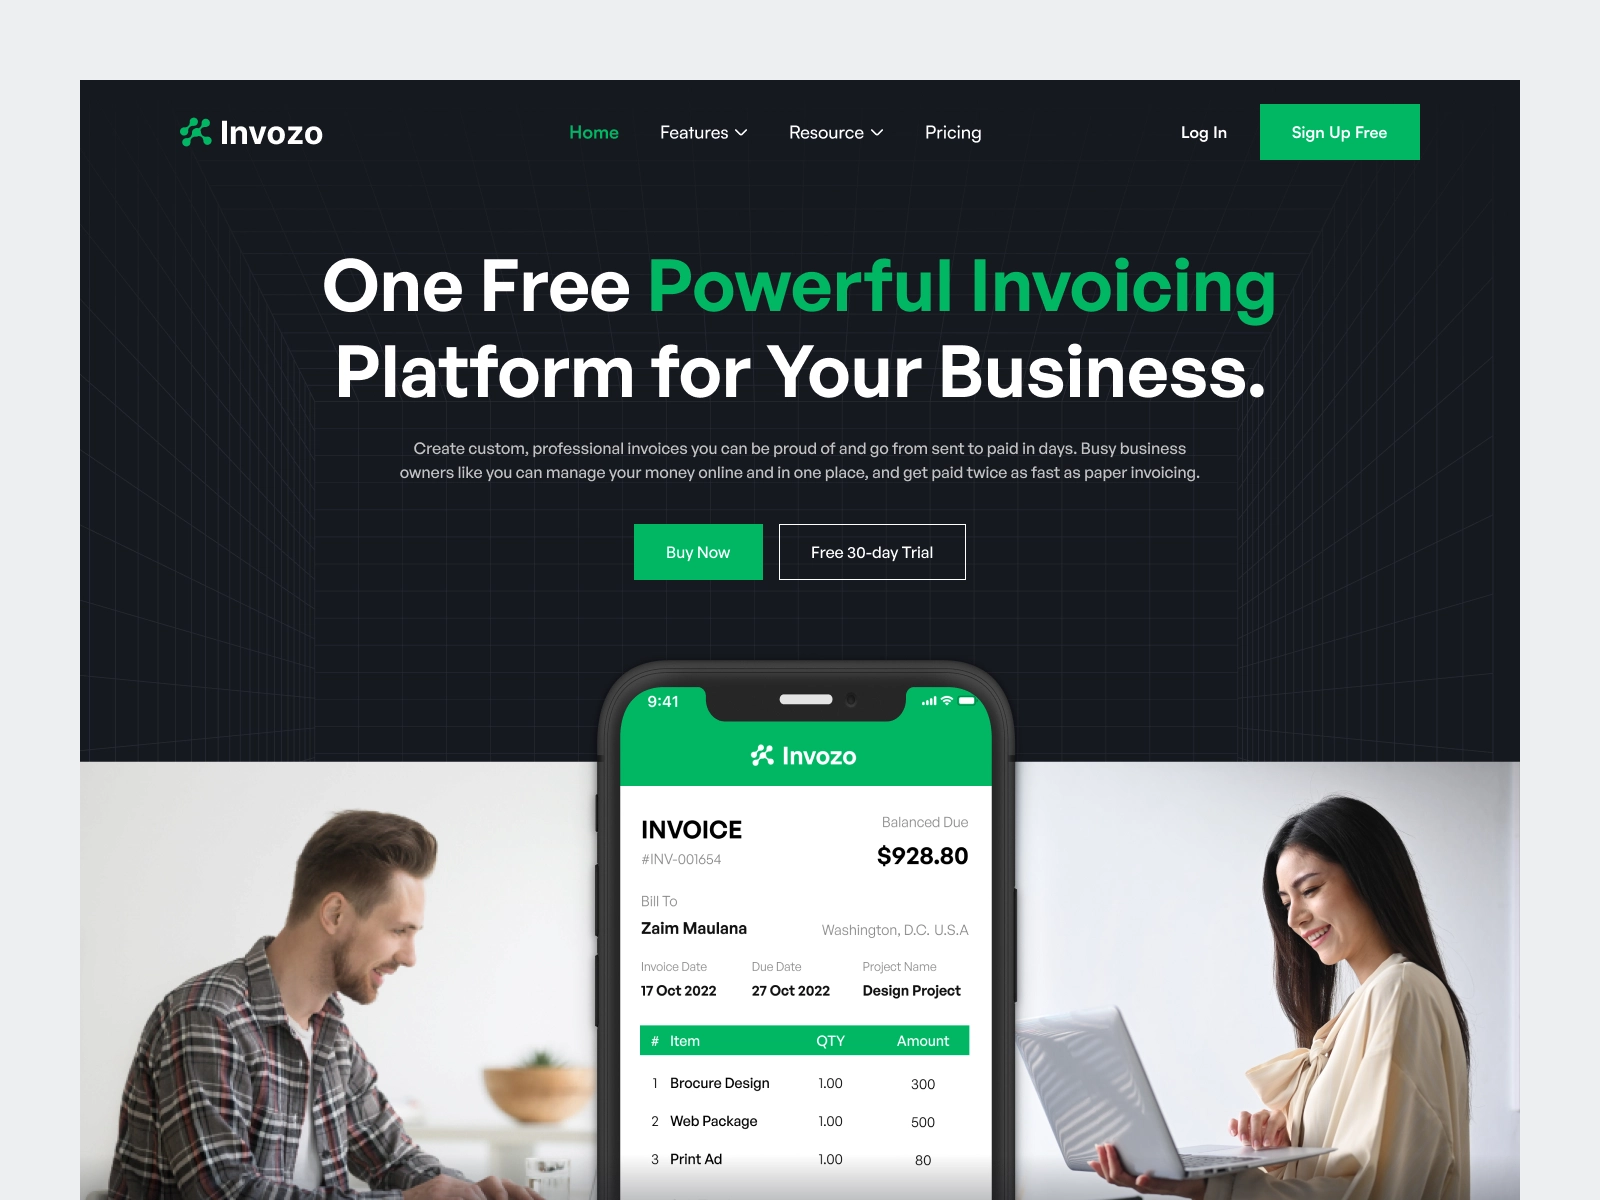 Invozo
Home Features Resource Pricing
Log In Sign Up Free
One Free Powerful Invoicing
Platform for Your Business.
Create custom, professional invoices you can be proud of and go from sent to paid in days. Busy business
owners like you can manage your money online and in one place, and get paid twice as fast as paper invoicing.
Buy Now Free 30-day Trial
9:41
Invozo
INVOICE
#INV-001654
Balanced Due
$928.80
Bill To
Zaim Maulana
Washington, D.C. U.S.A
Invoice Date Due Date Project Name
17 Oct 2022 27 Oct 2022 Design Project
# Item QTY Amount
1 Brocure Design 1.00 300
2 Web Package 1.00 500
3 Print Ad 1.00 80